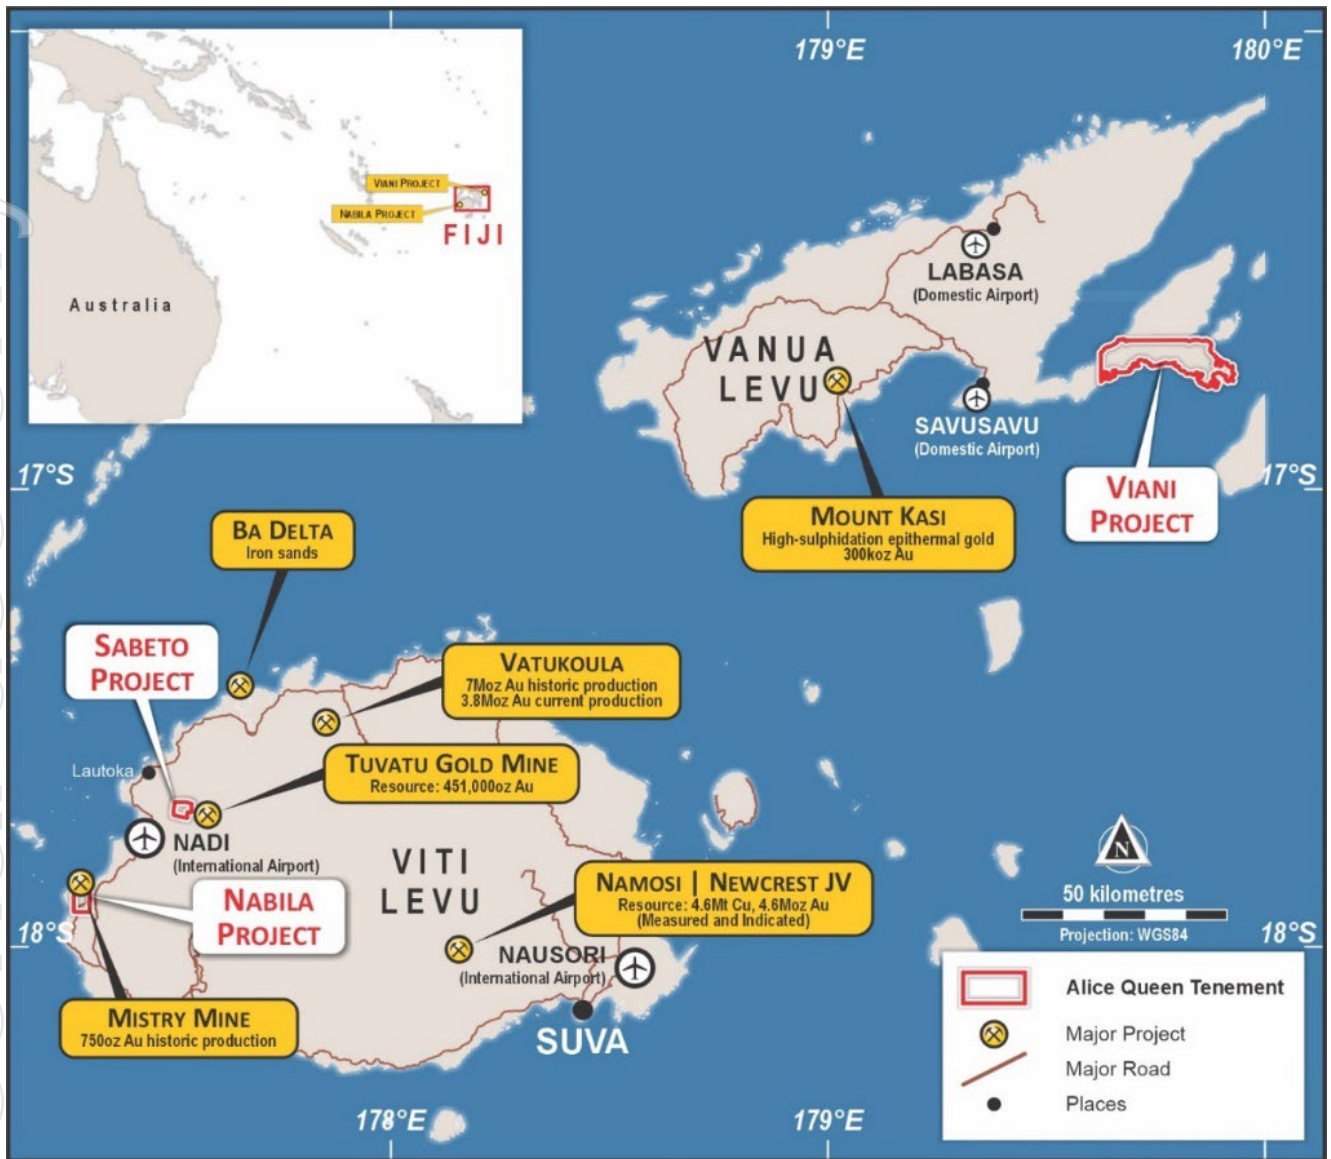 179°E
180°E
VIANI PROJECT
NABILA PROJECT
FIJI
Australia
LABASA
(Domestic Airport)
VANUA
LEVU
SAVUSAVU
(Domestic Airport)
17°S
17°S
VIANI
PROJECT
MOUNT KASI
High-sulphidation epithermal gold
300koz Au
BA DELTA
Iron sands
SABETO
PROJECT
VATUKOULA
7Moz Au historic production
3.8Moz Au current production
Lautoka
TUVATU GOLD MINE
Resource: 451,000oz Au
NADI
(International Airport)
VITI
LEVU
NABILA
PROJECT
NAMOSI | NEWCREST JV
Resource: 4.6Mt Cu, 4.6Moz Au
(Measured and Indicated)
N
50 kilometres
Projection: WGS84
18°S
18°S
NAUSORI
(International Airport)
MISTRY MINE
750oz Au historic production
SUVA
Alice Queen Tenement
Major Project
Major Road
Places
178°E
179°E